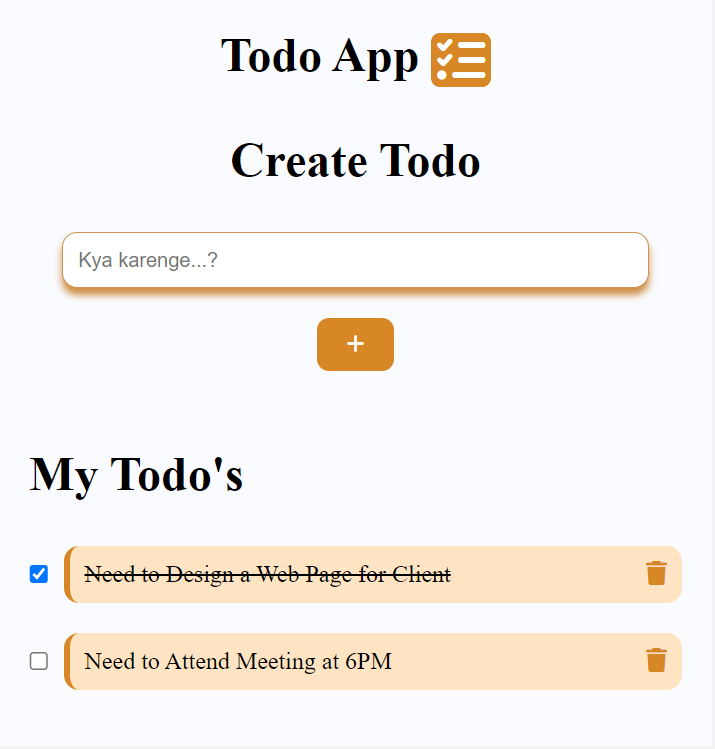 Todo App
Create Todo
Kya karenge...?
+
My Todo's
Need to Design a Web Page for Client
Need to Attend Meeting at 6PM